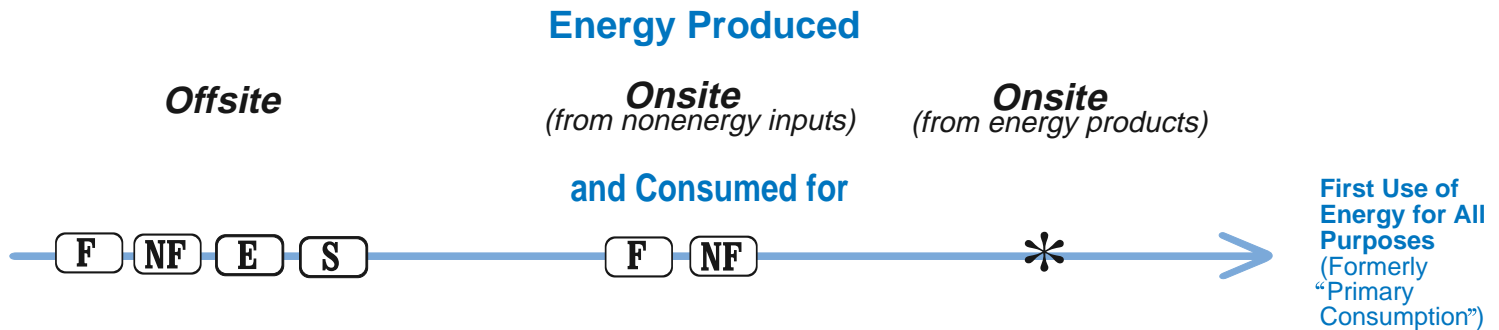 Energy Produced
Offsite
Onsite
(from nonenergy inputs)
Onsite
(from energy products)
and Consumed for
F NF E S F NF *
First Use of
Energy for All
Purposes
(Formerly
“Primary
Consumption”)